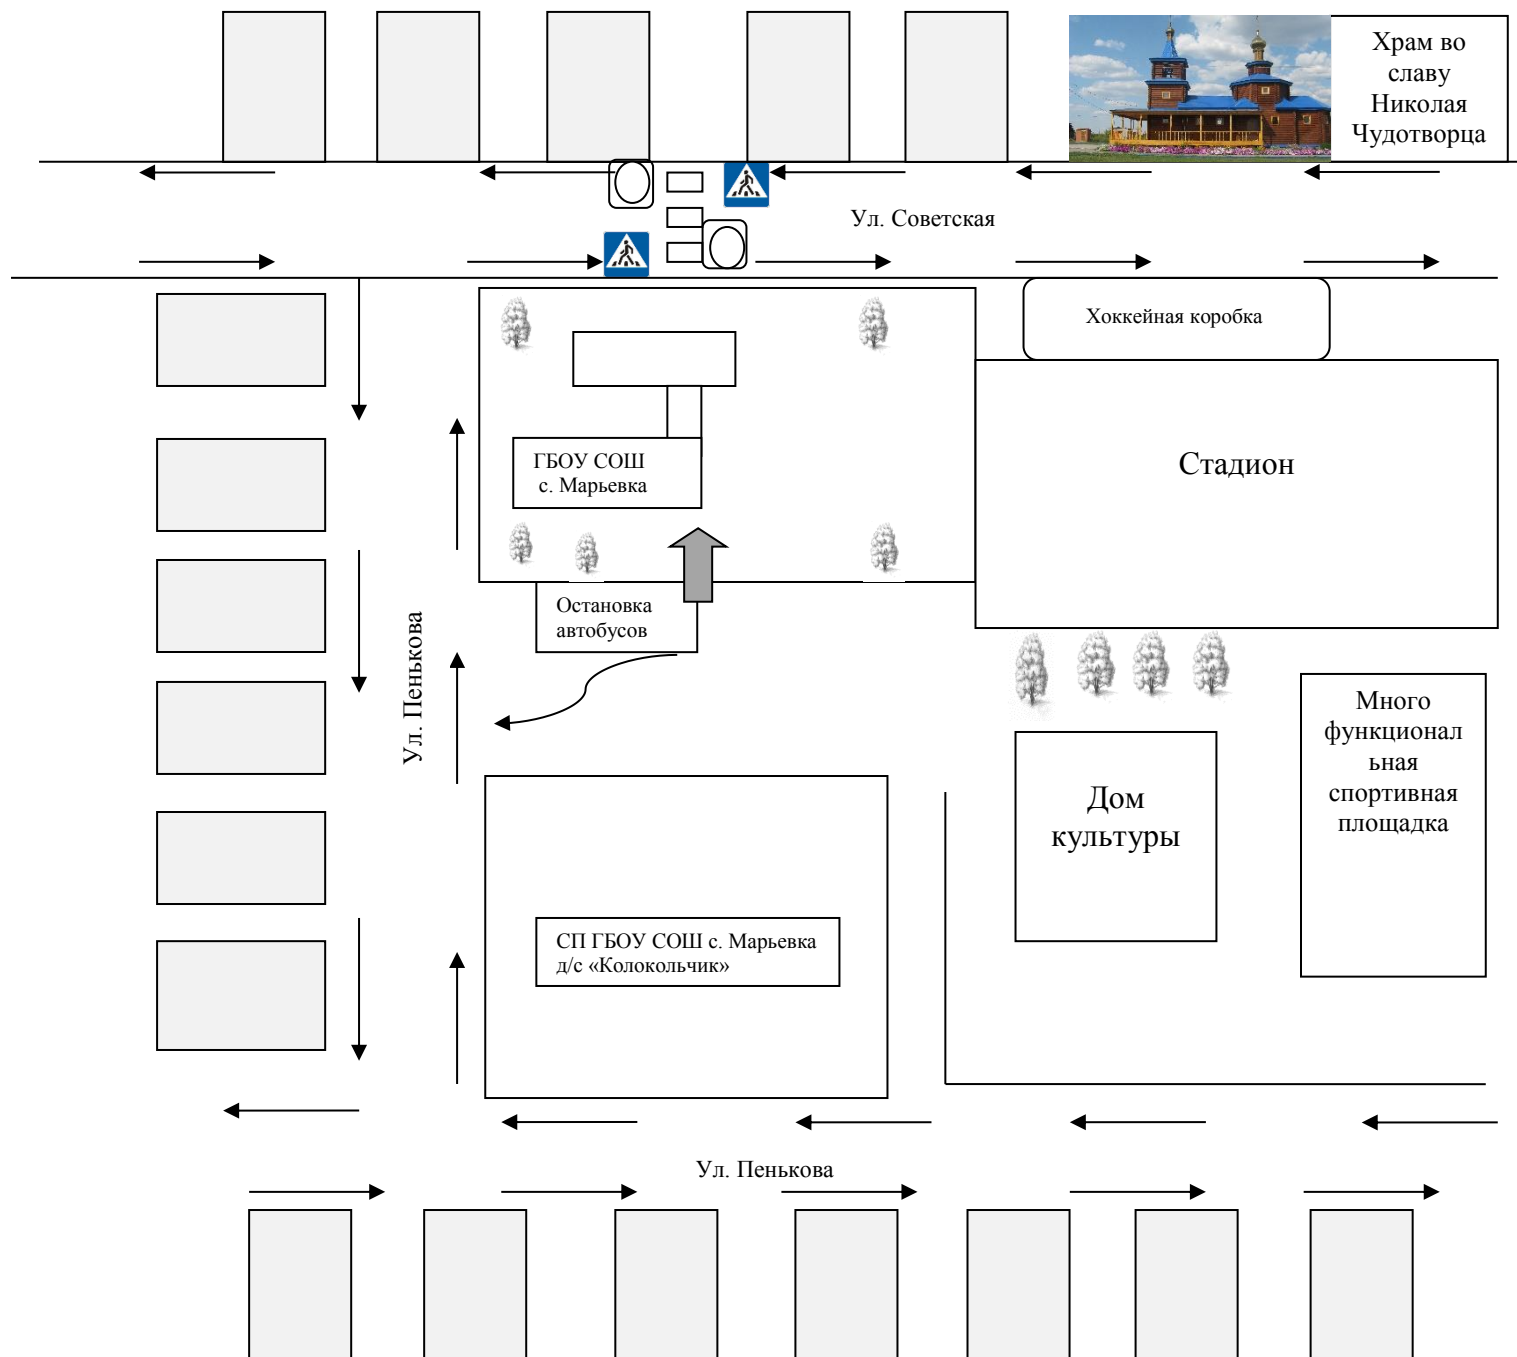 Храм во
славу
Николая
Чудотворца
Ул. Советская
Хоккейная коробка
ГБОУ СОШ
с. Марьевка
Стадион
Остановка
автобусов
Ул. Пенькова
Много
функционал
ьная
спортивная
площадка
Дом
культуры
СП ГБОУ СОШ с. Марьевка
д/с «Колокольчик»
Ул. Пенькова